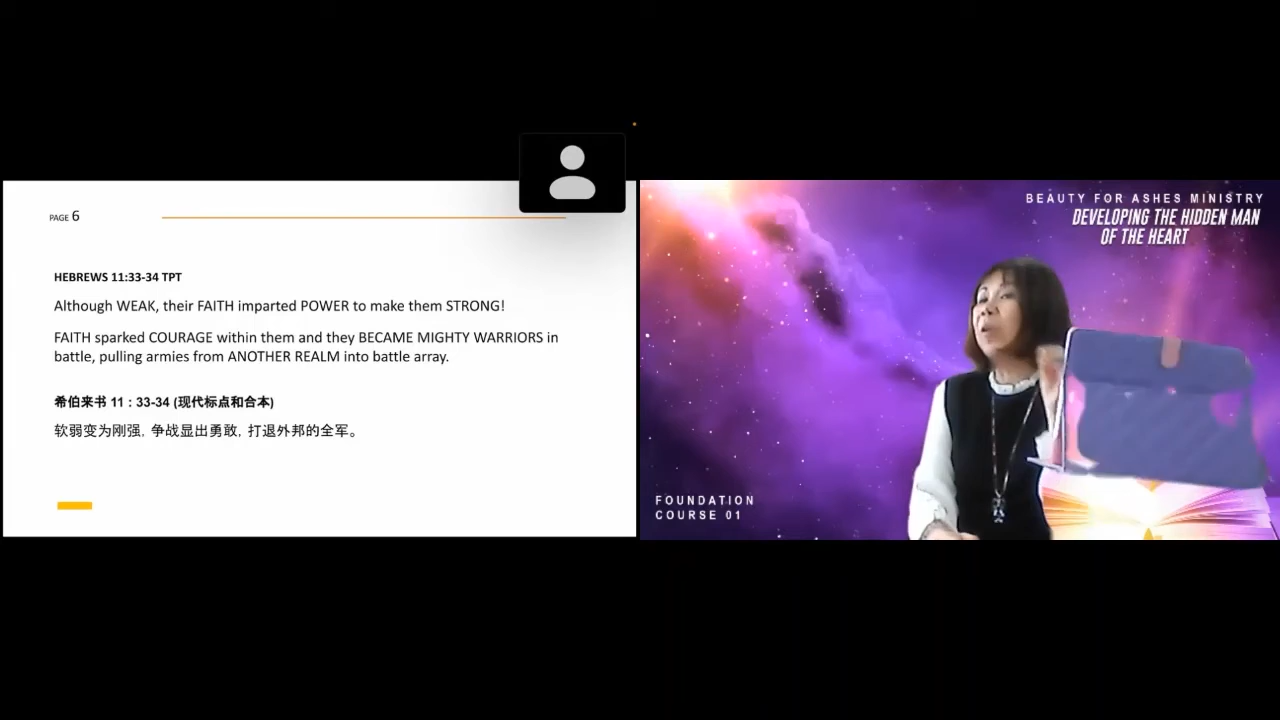 PAGE 6
HEBREWS 11:33-34 TPT
Although WEAK, their FAITH imparted POWER to make them STRONG!
FAITH sparked COURAGE within them and they BECAME MIGHTY WARRIORS in
battle, pulling armies from ANOTHER REALM into battle array.
希伯来书 11 : 33-34 (现代标点和合本)
软弱变为刚强, 争战显出勇敢, 打退外邦的全军。
BEAUTY FOR ASHES MINISTRY
DEVELOPING THE HIDDEN MAN
OF THE HEART
FOUNDATION
COURSE 01